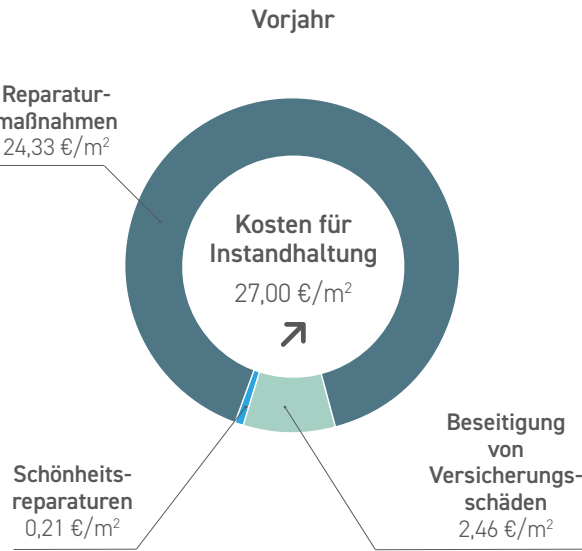 Vorjahr
Reparatur-
maßnahmen
24,33 €/m²
Kosten für
Instandhaltung
27,00 €/m²
Schönheits-
reparaturen
0,21 €/m²
Beseitigung
von
Versicherungs-
schäden
2,46 €/m²